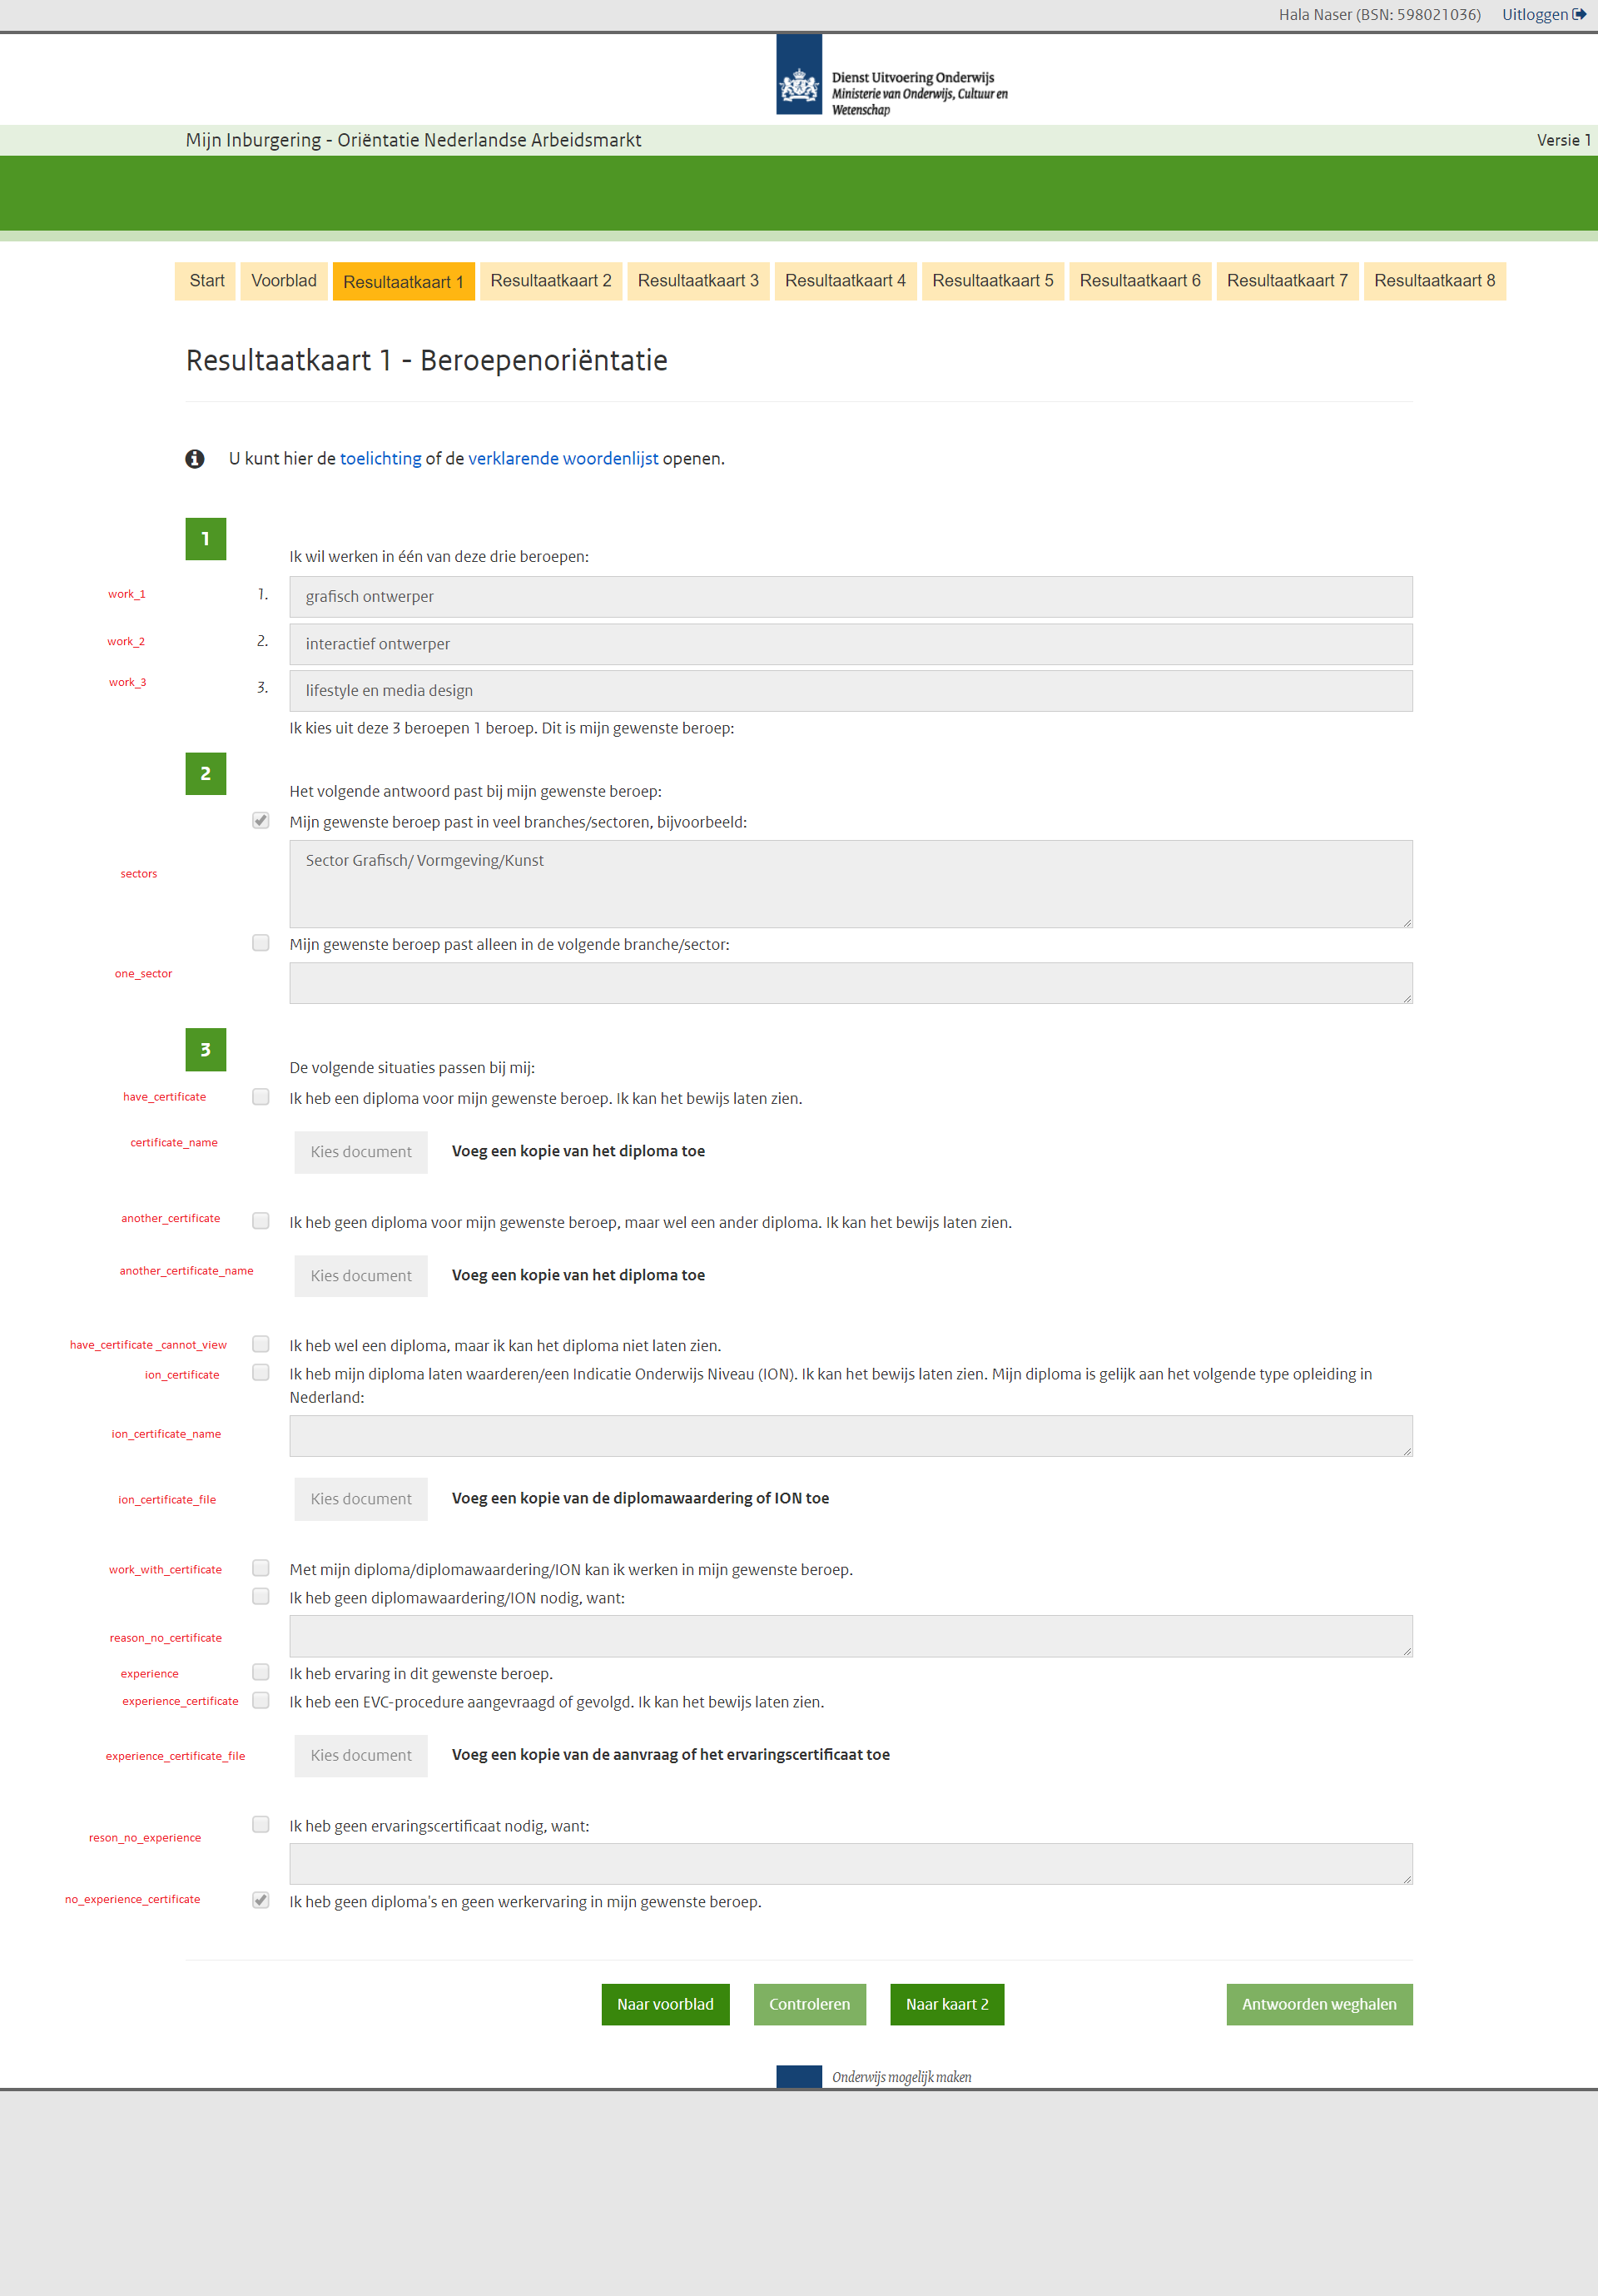 Hala Naser (BSN: 598021036) Uitloggen
Dienst Uitvoering Onderwijs
Ministerie van Onderwijs, Cultuur en
Wetenschap
Mijn Inburgering - Oriëntatie Nederlandse Arbeidsmarkt Versie 1
Start Voorblad Resultaatkaart 1 Resultaatkaart 2 Resultaatkaart 3 Resultaatkaart 4 Resultaatkaart 5 Resultaatkaart 6 Resultaatkaart 7 Resultaatkaart 8
Resultaatkaart 1 - Beroepenoriëntatie
U kunt hier de toelichting of de verklarende woordenlijst openen.
1
Ik wil werken in één van deze drie beroepen:
work_1 1. grafisch ontwerper
work_2 2. interactief ontwerper
work_3 3. lifestyle en media design
Ik kies uit deze 3 beroepen 1 beroep. Dit is mijn gewenste beroep:
2
Het volgende antwoord past bij mijn gewenste beroep:
Mijn gewenste beroep past in veel branches/sectoren, bijvoorbeeld:
Sector Grafisch/ Vormgeving/Kunst
sectors
Mijn gewenste beroep past alleen in de volgende branche/sector:
one_sector
3
De volgende situaties passen bij mij:
have_certificate Ik heb een diploma voor mijn gewenste beroep. Ik kan het bewijs laten zien.
certificate_name Kies document Voeg een kopie van het diploma toe
another_certificate Ik heb geen diploma voor mijn gewenste beroep, maar wel een ander diploma. Ik kan het bewijs laten zien.
another_certificate_name Kies document Voeg een kopie van het diploma toe
have_certificate _cannot_view Ik heb wel een diploma, maar ik kan het diploma niet laten zien.
ion_certificate Ik heb mijn diploma laten waarderen/een Indicatie Onderwijs Niveau (ION). Ik kan het bewijs laten zien. Mijn diploma is gelijk aan het volgende type opleiding in
Nederland:
ion_certificate_name
ion_certificate_file Kies document Voeg een kopie van de diplomawaardering of ION toe
work_with_certificate Met mijn diploma/diplomawaardering/ION kan ik werken in mijn gewenste beroep.
Ik heb geen diplomawaardering/ION nodig, want:
reason_no_certificate
experience Ik heb ervaring in dit gewenste beroep.
experience_certificate Ik heb een EVC-procedure aangevraagd of gevolgd. Ik kan het bewijs laten zien.
experience_certificate_file Kies document Voeg een kopie van de aanvraag of het ervaringscertificaat toe
Ik heb geen ervaringscertificaat nodig, want:
reson_no_experience
no_experience_certificate Ik heb geen diploma's en geen werkervaring in mijn gewenste beroep.
Naar voorblad Controleren Naar kaart 2 Antwoorden weghalen
Onderwijs mogelijk maken